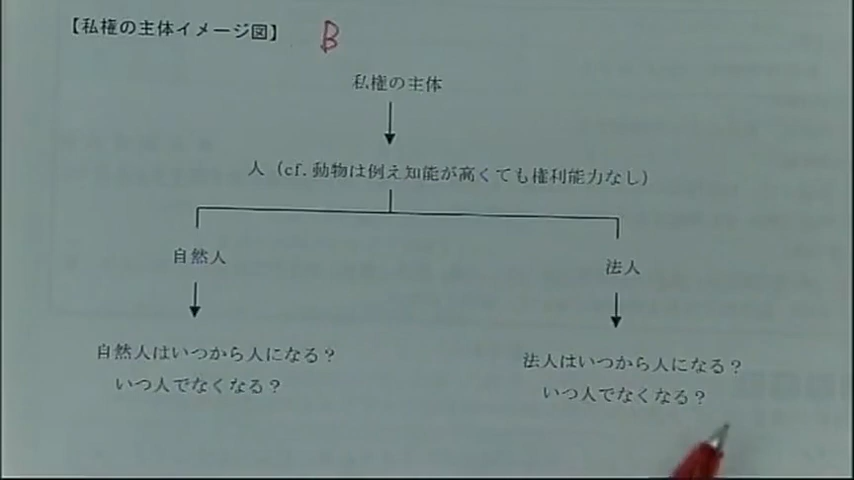 【私権の主体イメージ図】 B
私権の主体
人（cf.動物は例え知能が高くても権利能力なし）
自然人
法人
自然人はいつから人になる？
いつ人でなくなる？
法人はいつから人になる？
いつ人でなくなる？